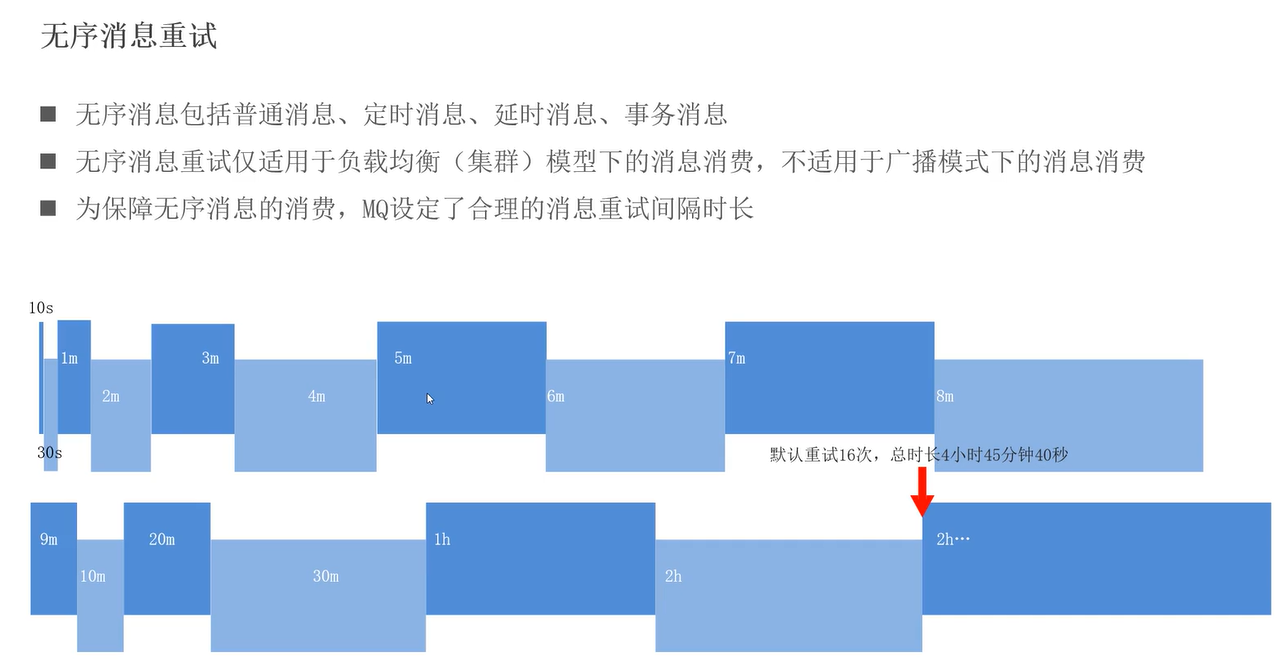 无序消息重试
无序消息包括普通消息、定时消息、延时消息、事务消息
无序消息重试仅适用于负载均衡（集群）模型下的消息消费，不适用于广播模式下的消息消费
为保障无序消息的消费，MQ设定了合理的消息重试间隔时长
10s
1m
3m
5m
7m
2m
4m
6m
8m
30s
默认重试16次，总时长4小时45分钟40秒
9m
20m
1h
2h…
10m
30m
2h